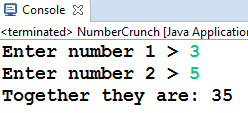 Console
<terminated> NumberCrunch [Java Application
Enter number 1 > 3
Enter number 2 > 5
Together they are: 35